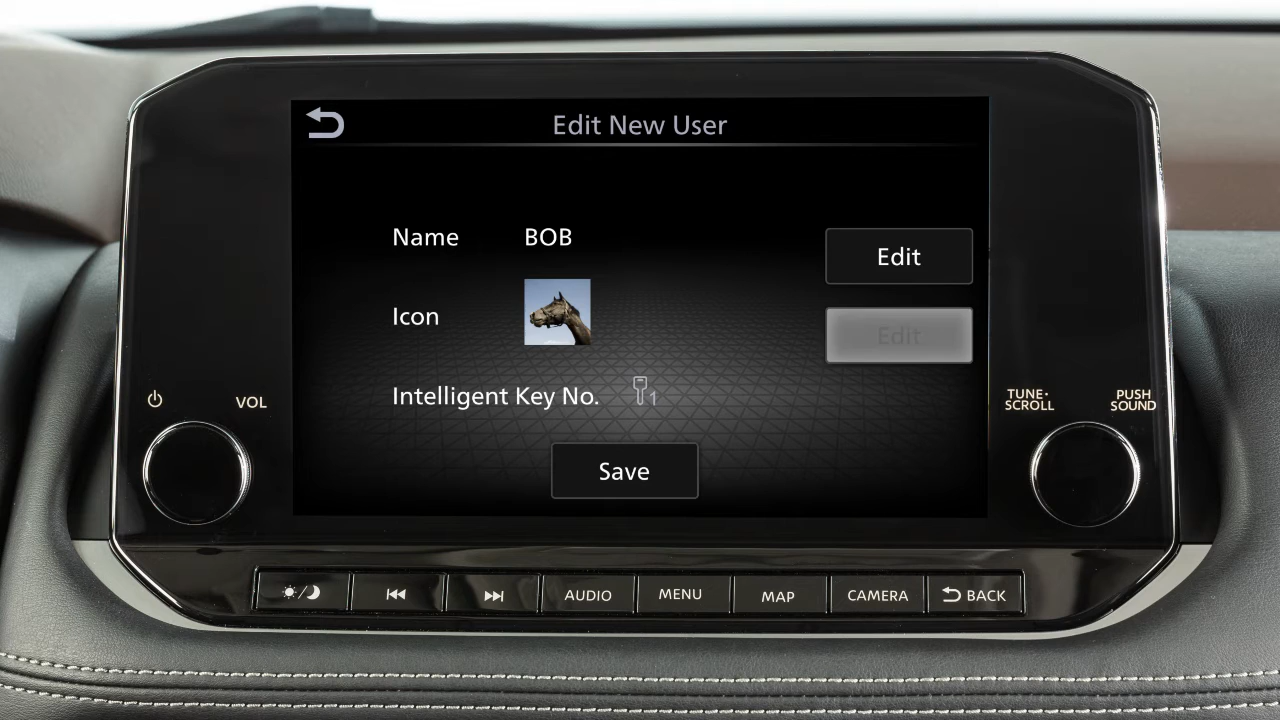 Edit New User
Name BOB Edit
Icon Edit
Intelligent Key No. 1
Save
VOL
TUNE·
SCROLL
PUSH
SOUND
AUDIO MENU MAP CAMERA BACK